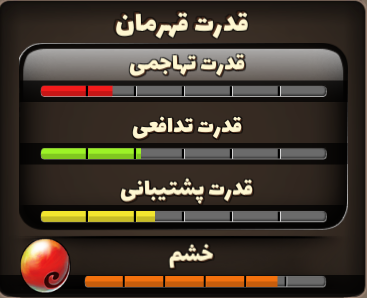 قدرت قهرمان
قدرت تهاجمی
قدرت تدافعی
قدرت پشتیبانی
خشم